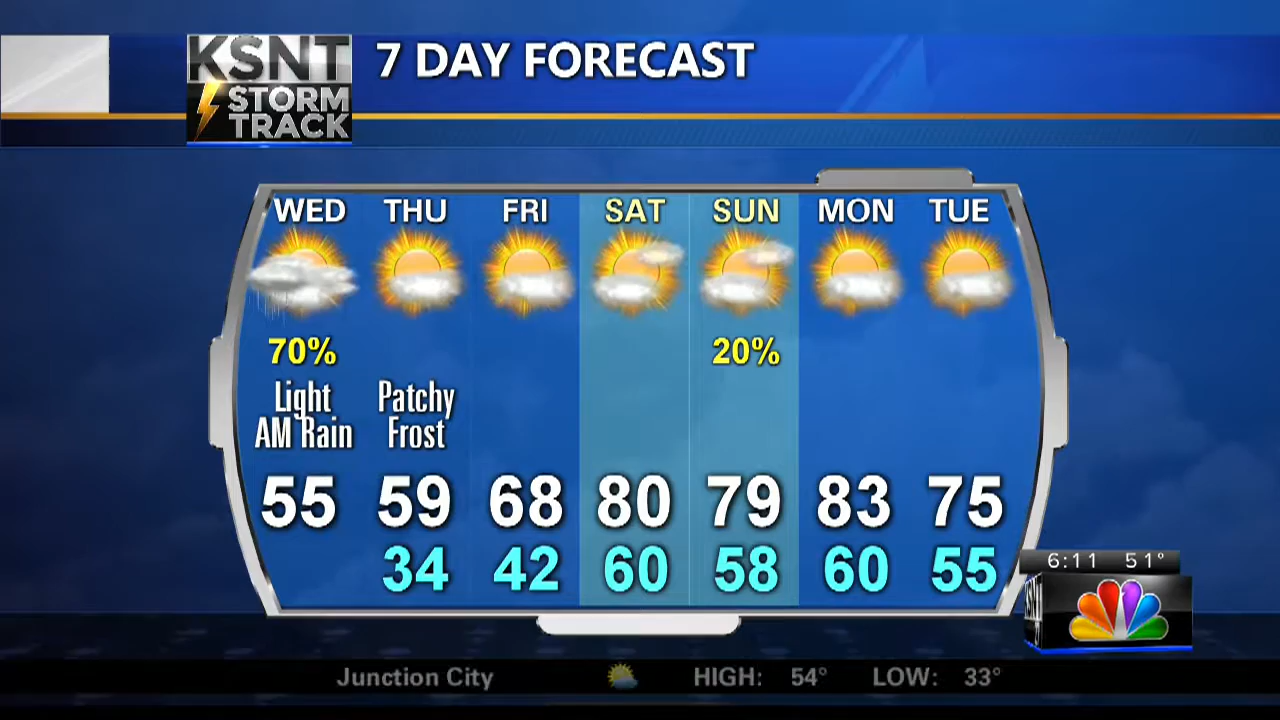 KSNT
STORM
TRACK
7 DAY FORECAST
WED THU FRI SAT SUN MON TUE
70% 20%
Light
AM Rain
Patchy
Frost
55 59 68 80 79 83 75
34 42 60 58 60 55
6:11 51°
KSNT
Junction City HIGH: 54° LOW: 33°